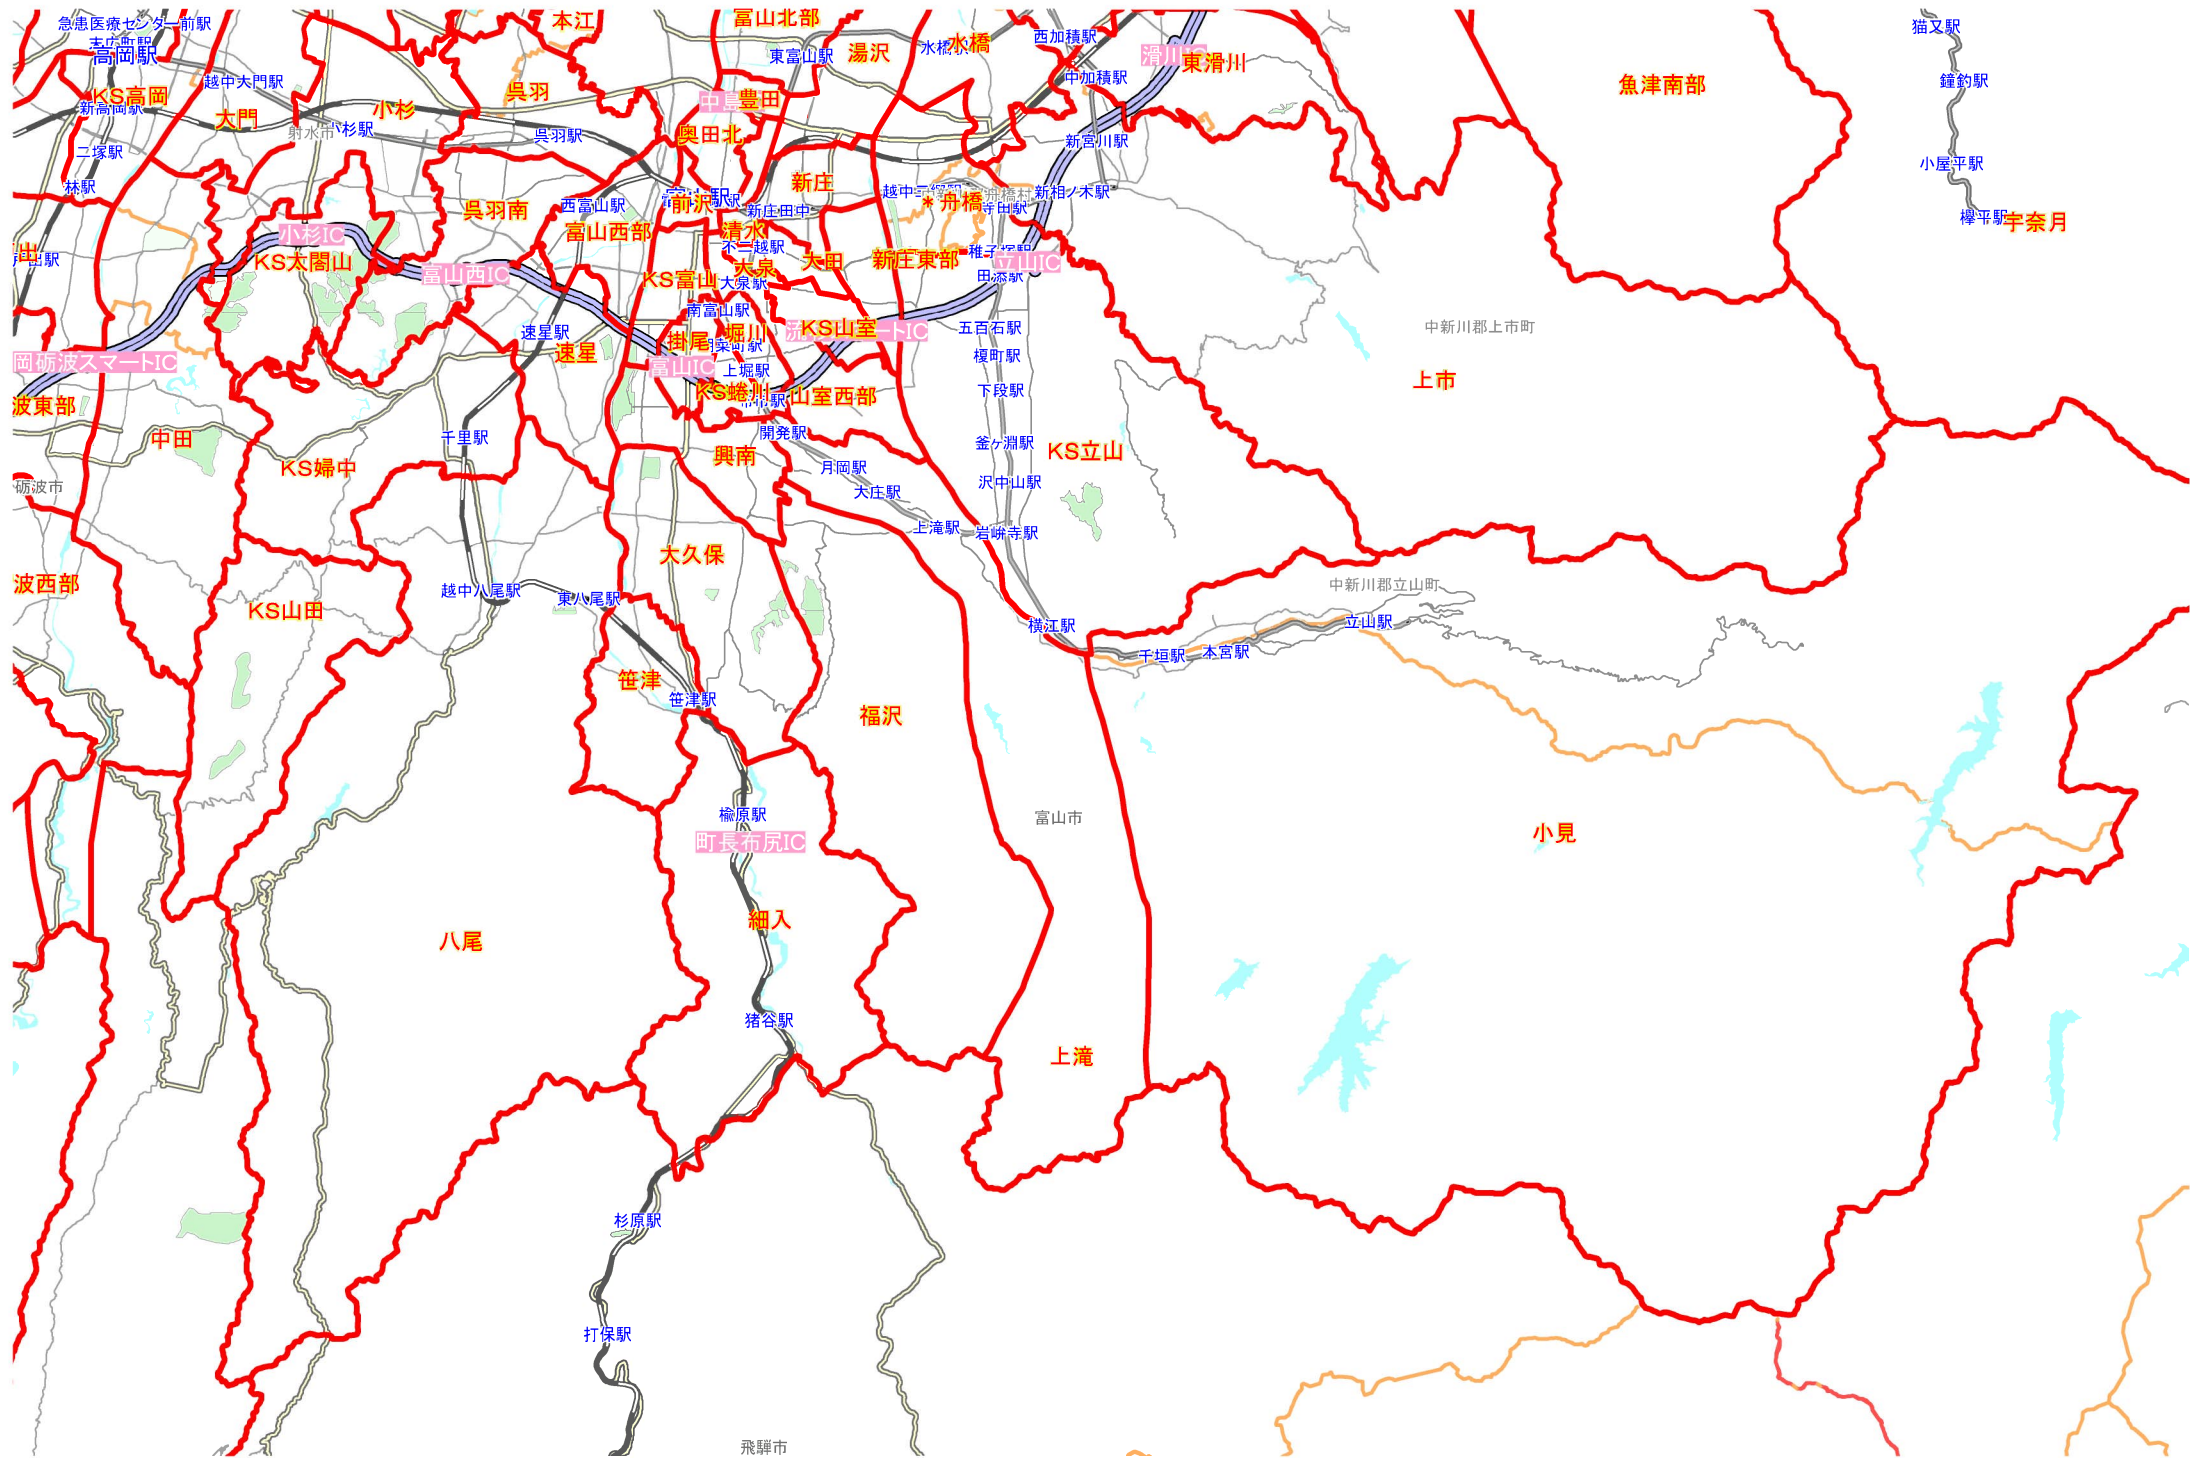 急患医療センター前駅
本江
富山北部
猫又駅
西加積駅
水橋
高岡駅
東富山駅
湯沢
東滑川
越中大門駅
中加積駅
魚津南部
鐘釣駅
KS高岡
呉羽
豊田
新高岡駅
大門
小杉
射水市
小杉駅
呉羽駅
奥田北
新宮川駅
二塚駅
小屋平駅
林駅
新庄
新相ノ木駅
西富山駅
前沢
舟橋村
* 舟橋
寺田駅
呉羽南
新庄田中
欅平駅
宇奈月
小杉IC
富山西部
清水
不二越駅
KS太閤山
大田
新庄東部
立山IC
富山西IC
大泉
田添駅
KS富山
大泉駅
南富山駅
中新川郡上市町
速星駅
掛尾
堀川
KS山室
五百石駅
速星
榎町駅
岡砺波スマートIC
富山IC
上堀駅
上市
波東部
KS蜷川
山室西部
下段駅
中田
千里駅
開発駅
釜ヶ淵駅
興南
KS立山
KS婦中
月岡駅
砺波市
大庄駅
沢中山駅
上滝駅
岩峅寺駅
大久保
波西部
越中八尾駅
東八尾駅
中新川郡立山町
KS山田
横江駅
立山駅
千垣駅
本宮駅
笹津
笹津駅
福沢
楡原駅
富山市
小見
町長布尻IC
細入
八尾
猪谷駅
上滝
杉原駅
打保駅
飛騨市